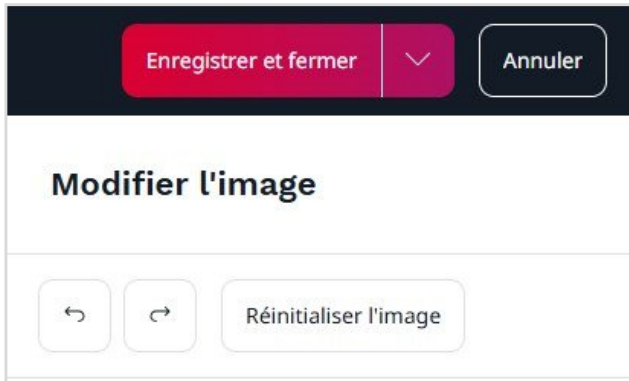 Enregistrer et fermer
Annuler
Modifier l'image
Réinitialiser l'image